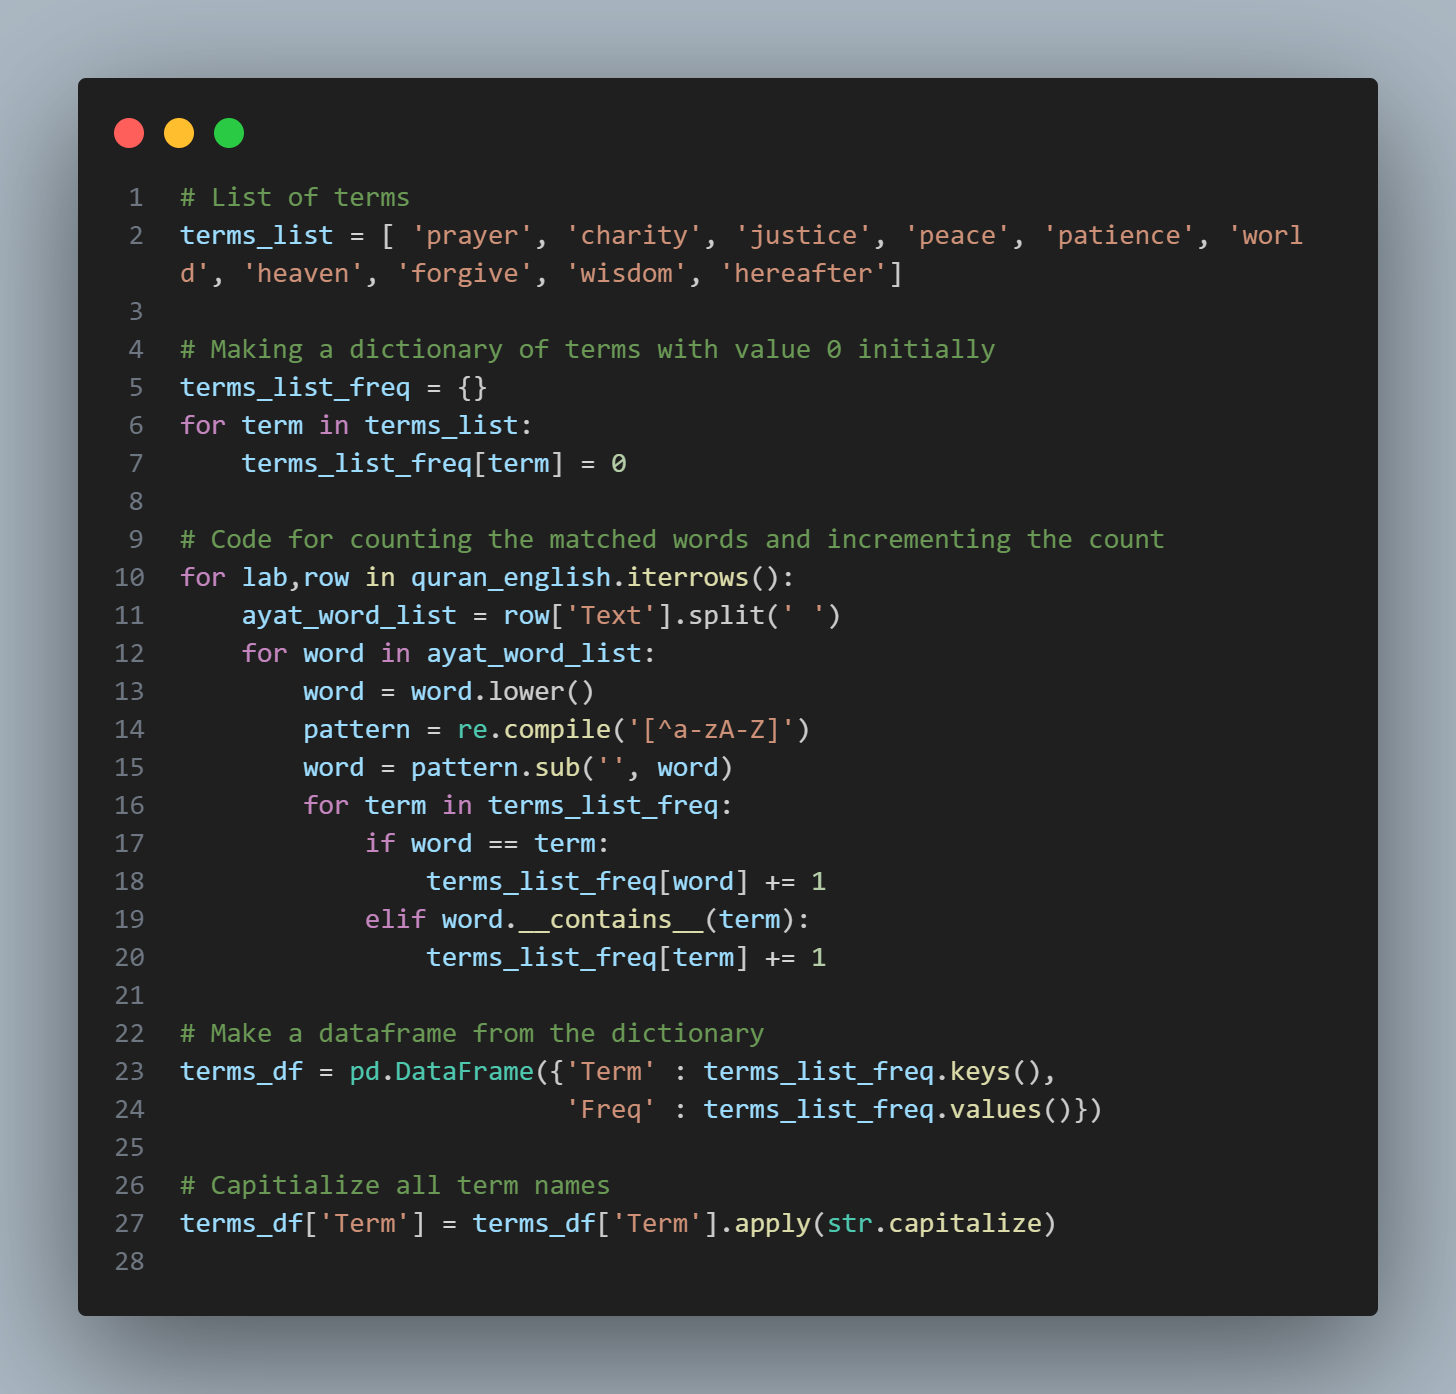 1 # List of terms
2 terms_list = [ 'prayer', 'charity', 'justice', 'peace', 'patience', 'worl
d', 'heaven', 'forgive', 'wisdom', 'hereafter']
3
4 # Making a dictionary of terms with value 0 initially
5 terms_list_freq = {}
6 for term in terms_list:
7     terms_list_freq[term] = 0
8
9 # Code for counting the matched words and incrementing the count
10 for lab,row in quran_english.iterrows():
11     ayat_word_list = row['Text'].split(' ')
12     for word in ayat_word_list:
13         word = word.lower()
14         pattern = re.compile('[^a-zA-Z]')
15         word = pattern.sub('', word)
16         for term in terms_list_freq:
17             if word == term:
18                 terms_list_freq[word] += 1
19             elif word.__contains__(term):
20                 terms_list_freq[term] += 1
21
22 # Make a dataframe from the dictionary
23 terms_df = pd.DataFrame({'Term' : terms_list_freq.keys(),
24                          'Freq' : terms_list_freq.values()})
25
26 # Capitialize all term names
27 terms_df['Term'] = terms_df['Term'].apply(str.capitalize)
28